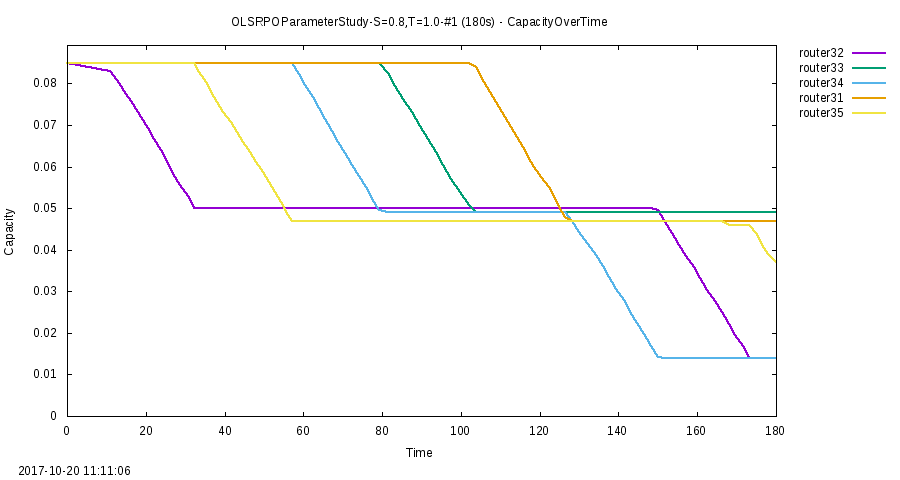 OLSRPOParameterStudy-S=0.8,T=1.0-#1 (180s) - CapacityOverTime
router32
router33
router34
router31
router35
0.08
0.07
0.06
0.05
0.04
0.03
0.02
0.01
0
Capacity
0 20 40 60 80 100 120 140 160 180
Time
2017-10-20 11:11:06